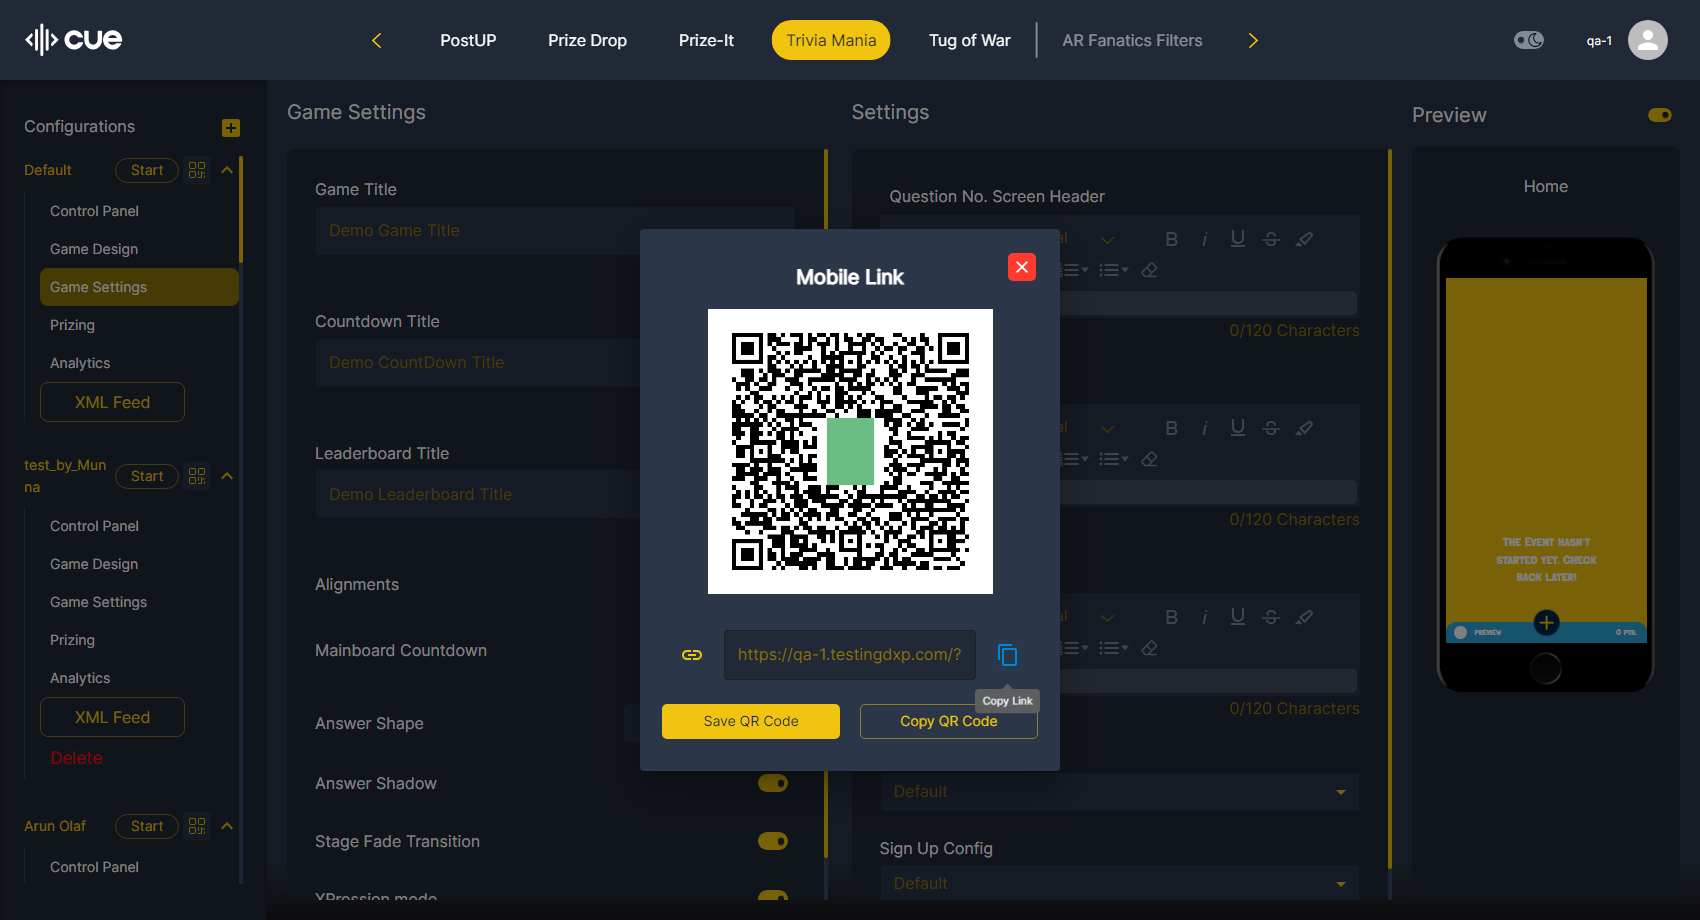 cue
PostUP
Prize Drop
Prize-It
Trivia Mania
Tug of War
AR Fanatics Filters
qa-1
Configurations
Default
Start
Control Panel
Game Design
Game Settings
Prizing
Analytics
XML Feed
test_by_Mun
na
Start
Control Panel
Game Design
Game Settings
Prizing
Analytics
XML Feed
Delete
Arun Olaf
Start
Control Panel
Game Settings
Game Title
Demo Game Title
Countdown Title
Demo CountDown Title
Leaderboard Title
Demo Leaderboard Title
Alignments
Mainboard Countdown
Answer Shape
Answer Shadow
Stage Fade Transition
XPression mode
Mobile Link
https://qa-1.testingdxp.com/?
Copy Link
Save QR Code
Copy QR Code
Settings
Question No. Screen Header
B i U S
0/120 Characters
B i U S
0/120 Characters
B i U S
0/120 Characters
Default
Sign Up Config
Default
Preview
Home
The Event hasn't
started yet. Check
back later!
PREVIEW
0 PTS.